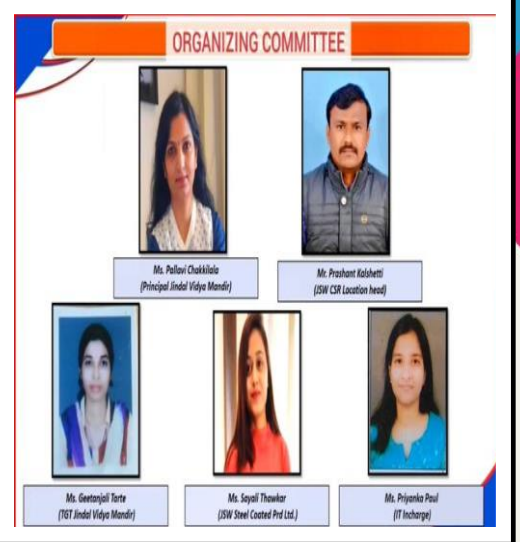 ORGANIZING COMMITTEE
Ms. Pallavi Chakkilala
(Principal Jindal Vidya Mandir)
Mr. Prashant Kalshetti
(JSW CSR Location head)
Ms. Geetanjali Tarte
(TGT Jindal Vidya Mandir)
Ms. Sayali Thawkar
(JSW Steel Coated Prd Ltd.)
Ms. Priyanka Paul
(IT Incharge)